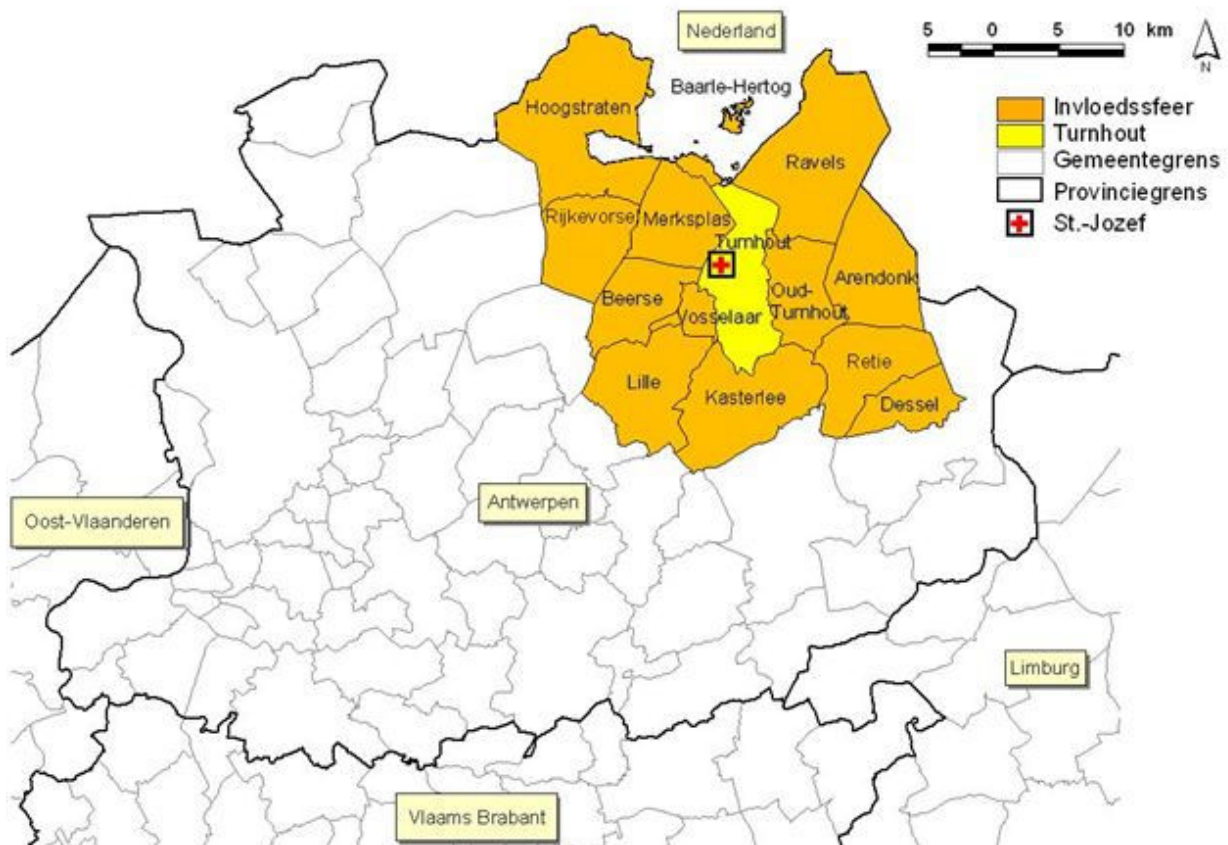 Nederland
5 0 5 10 km
N
Baarle-Hertog
Hoogstraten
Invloedssfeer
Turnhout
Gemeentegrens
Provinciegrens
St.-Jozef
Ravels
Rijkevorse
Merksplas
Turnhout
Arendonk
Beerse
Oud-
Turnhout
Vosselaar
Retie
Lille
Kasterlee
Dessel
Antwerpen
Oost-Vlaanderen
Limburg
Vlaams Brabant